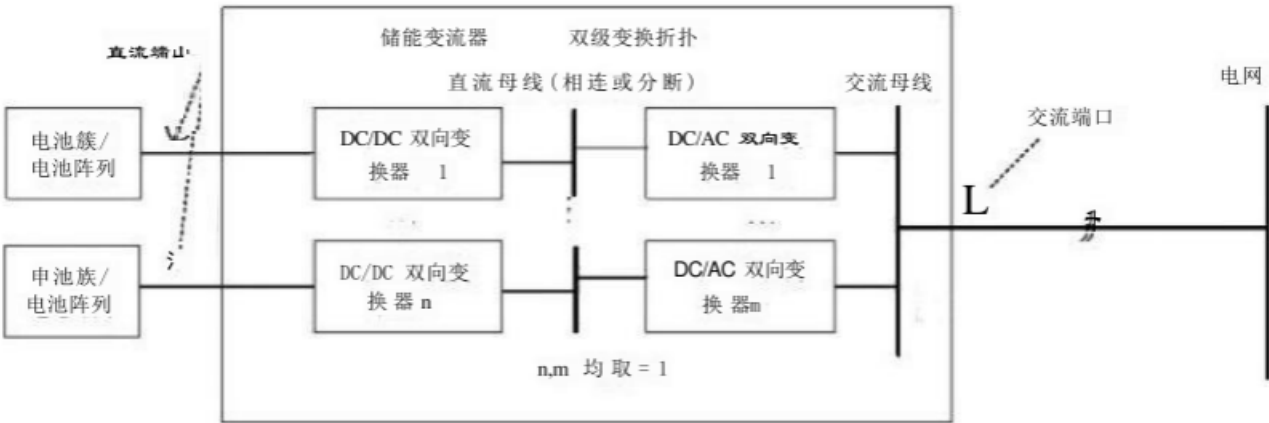 储能变流器 双级变换折扑
直流端山
直流母线(相连或分断)
交流母线
电网
交流端口
电池簇/
电池阵列
DC/DC 双向变
换器 1
DC/AC 双向变
换器 1
L
...
...
申池族/
电池阵列
DC/DC 双向变
换器 n
DC/AC 双向变
换器m
n,m 均取=1